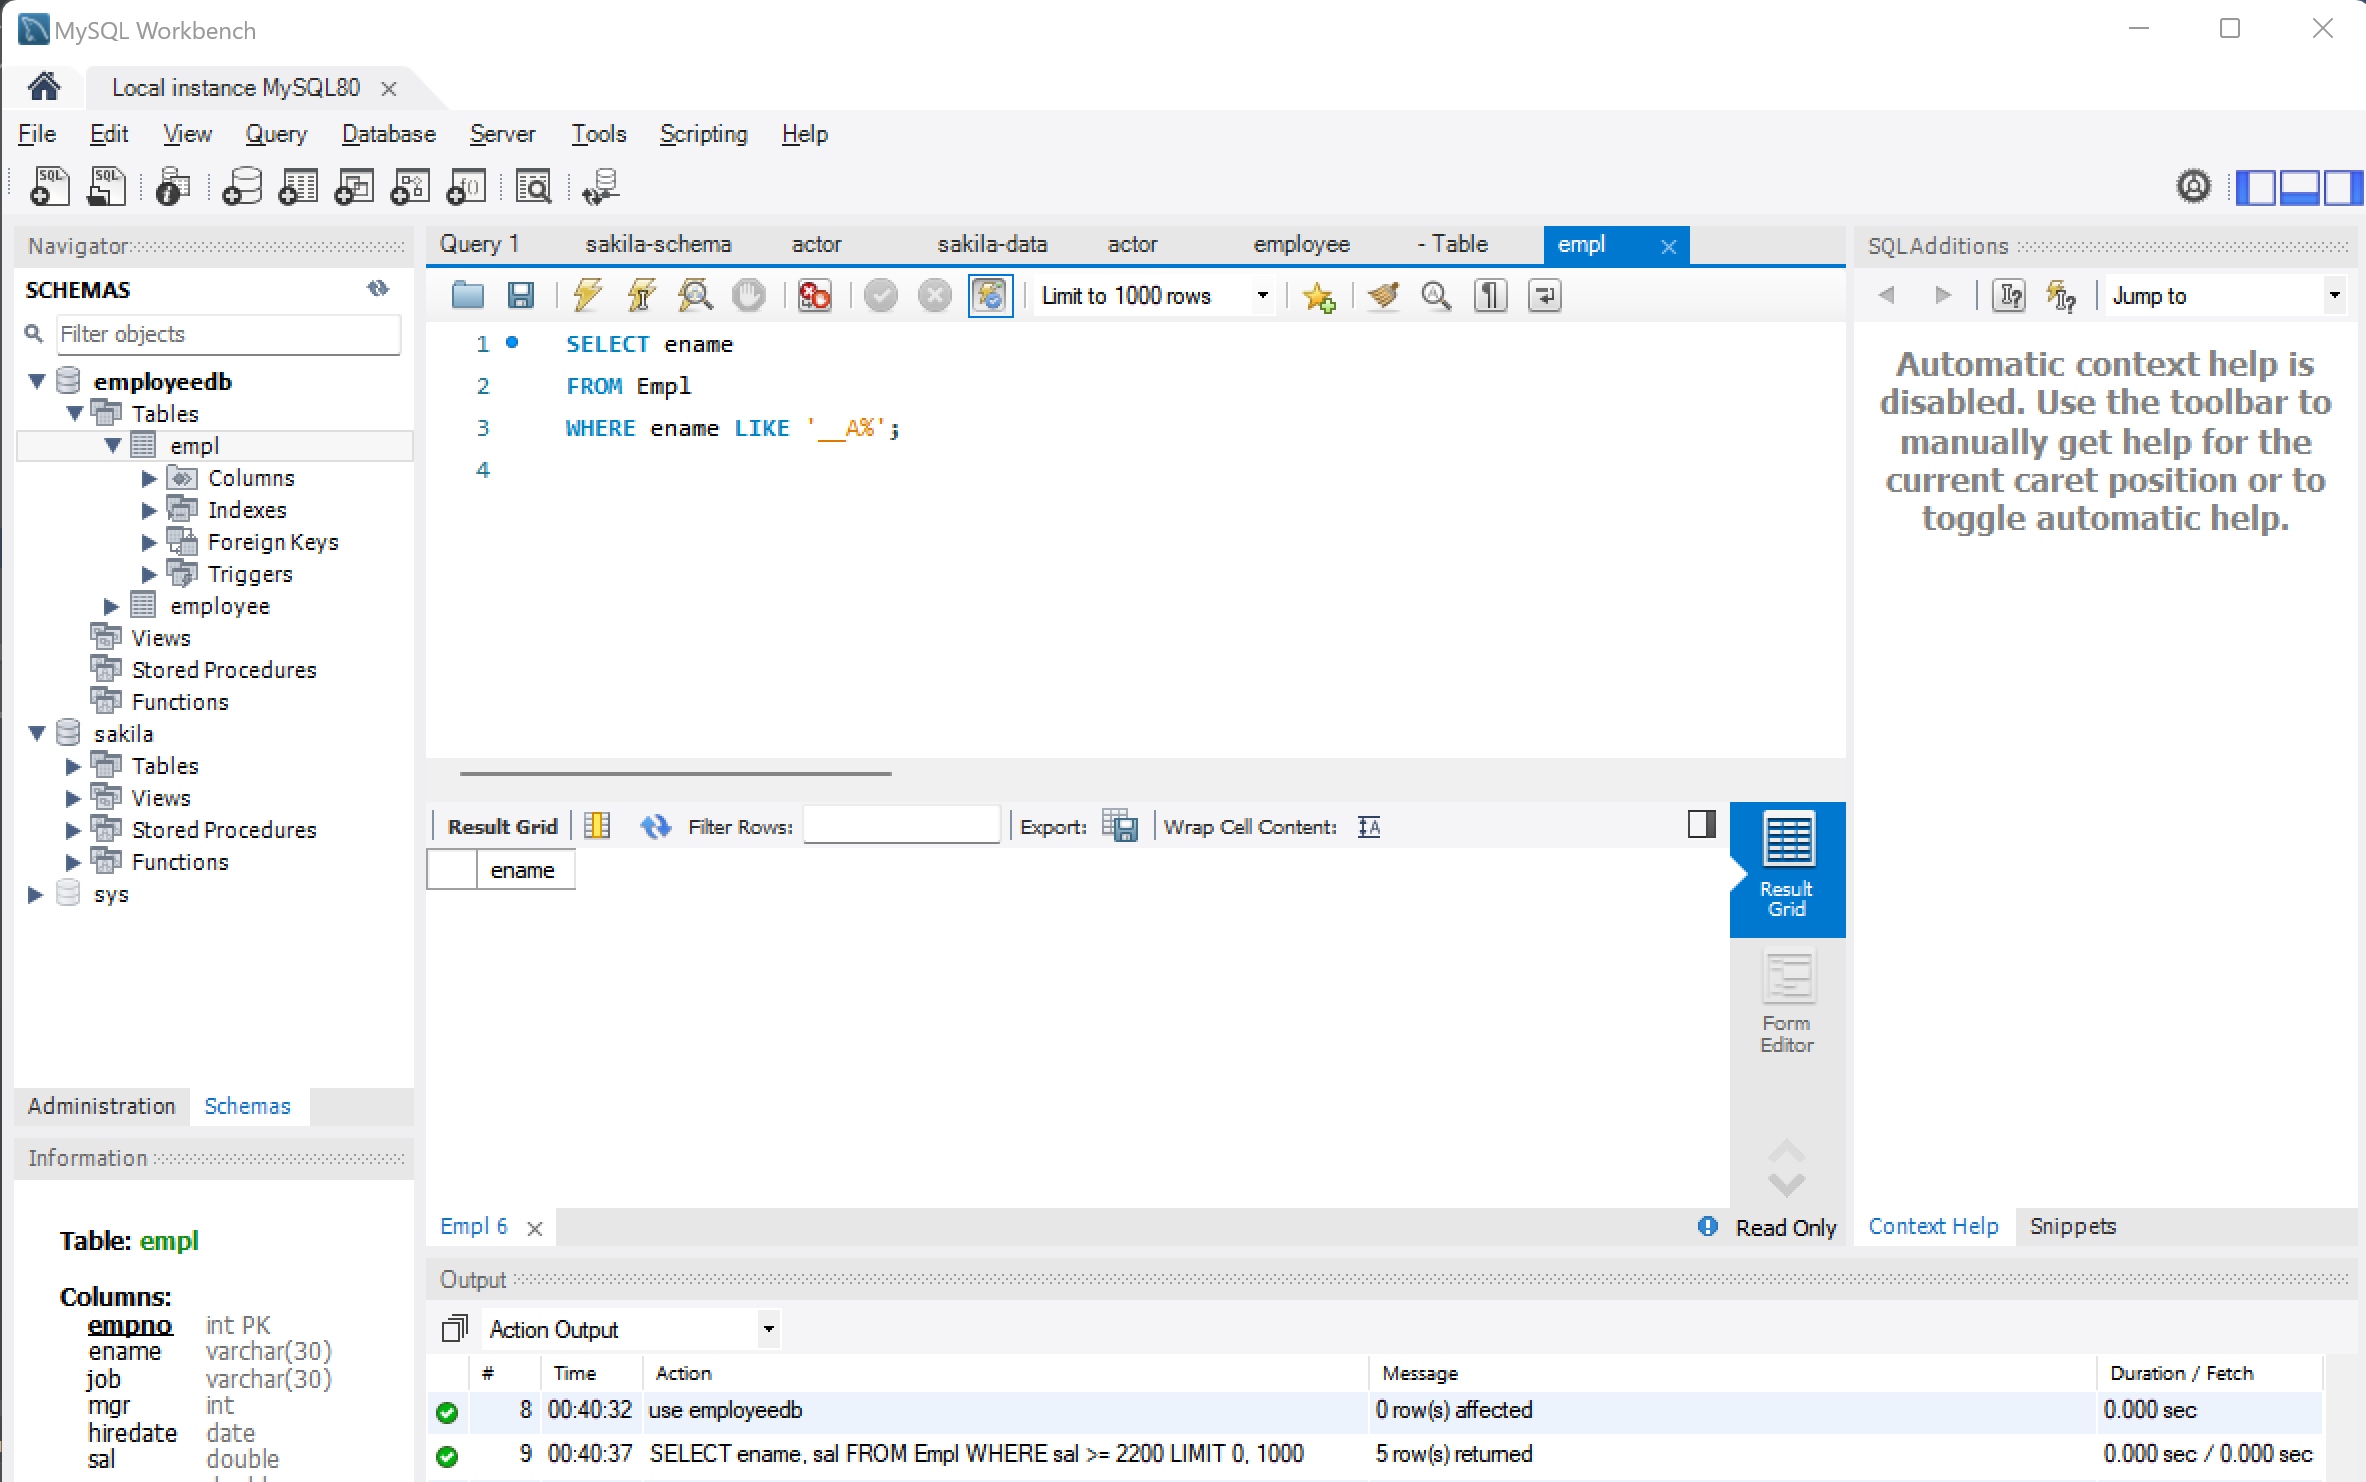 MySQL Workbench
Local instance MySQL80
File Edit View Query Database Server Tools Scripting Help
Navigator
SCHEMAS
Filter objects
employeedb
Tables
empl
Columns
Indexes
Foreign Keys
Triggers
employee
Views
Stored Procedures
Functions
sakila
Tables
Views
Stored Procedures
Functions
sys
Administration Schemas
Information
Table: empl
Columns:
empno int PK
ename varchar(30)
job varchar(30)
mgr int
hiredate date
sal double
Query 1 sakila-schema actor sakila-data actor employee - Table empl
Limit to 1000 rows
1 SELECT ename
2 FROM Empl
3 WHERE ename LIKE '__A%';
4
Result Grid Filter Rows: Export: Wrap Cell Content:
ename
Result
Grid
Form
Editor
Empl 6 Read Only
SQLAdditions
Jump to
Automatic context help is
disabled. Use the toolbar to
manually get help for the
current caret position or to
toggle automatic help.
Context Help Snippets
Output
Action Output
# Time Action Message Duration / Fetch
8 00:40:32 use employeedb 0 row(s) affected 0.000 sec
9 00:40:37 SELECT ename, sal FROM Empl WHERE sal >= 2200 LIMIT 0, 1000 5 row(s) returned 0.000 sec / 0.000 sec